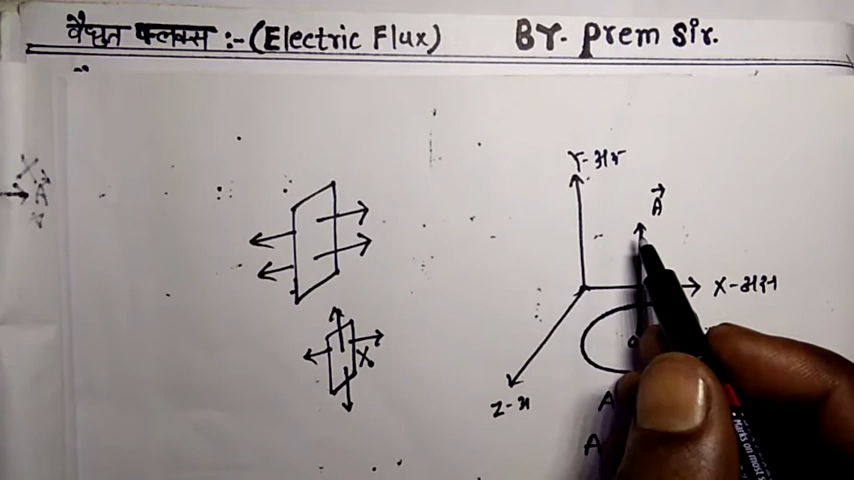 वैद्युत फ्लक्स :- (Electric Flux) BY- Prem Sir.
Y-अक्ष
A
A
X-अक्ष
X
Z-अ
A
A